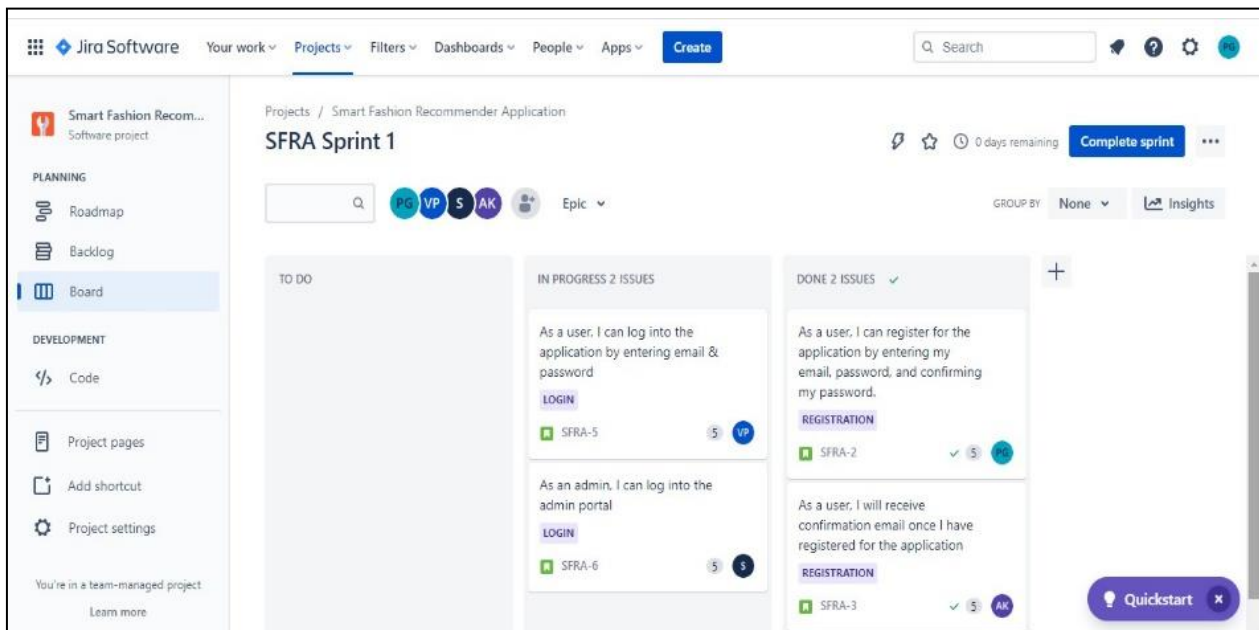 Jira Software Your work Projects Filters Dashboards People Apps Create Search PG
Smart Fashion Recom...
Software project
PLANNING
Roadmap
Backlog
Board
DEVELOPMENT
Code
Project pages
Add shortcut
Project settings
You're in a team-managed project
Learn more
Projects / Smart Fashion Recommender Application
SFRA Sprint 1
0 days remaining Complete sprint
PG VP S AK Epic
GROUP BY None Insights
TO DO
IN PROGRESS 2 ISSUES
As a user, I can log into the
application by entering email &
password
LOGIN
SFRA-5 5 VP
As an admin, I can log into the
admin portal
LOGIN
SFRA-6 5 S
DONE 2 ISSUES
As a user, I can register for the
application by entering my
email, password, and confirming
my password.
REGISTRATION
SFRA-2 5 PG
As a user, I will receive
confirmation email once I have
registered for the application
REGISTRATION
SFRA-3 5 AK
Quickstart